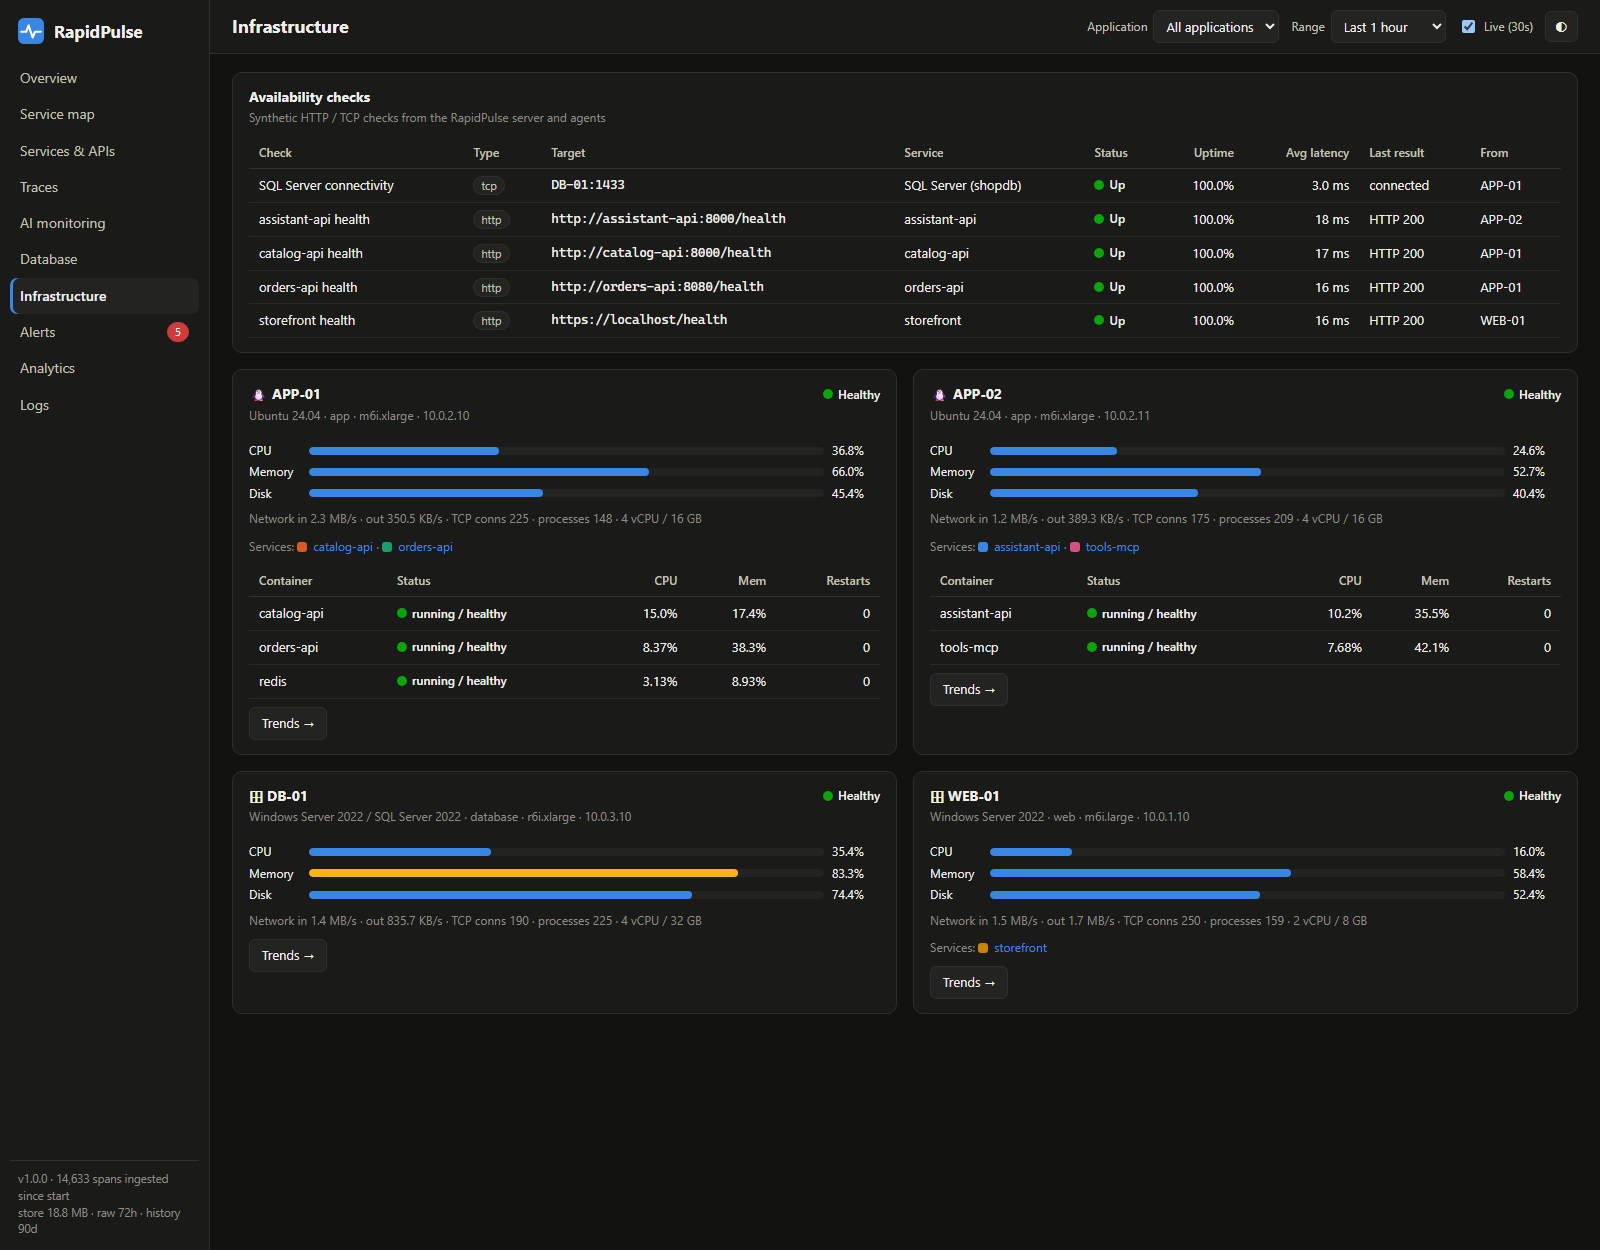 RapidPulse
Overview
Service map
Services & APIs
Traces
AI monitoring
Database
Infrastructure
Alerts 5
Analytics
Logs
v1.0.0 · 14,633 spans ingested
since start
store 18.8 MB · raw 72h · history
90d
Infrastructure
Application All applications Range Last 1 hour Live (30s)
Availability checks
Synthetic HTTP / TCP checks from the RapidPulse server and agents
Check Type Target Service Status Uptime Avg latency Last result From
SQL Server connectivity tcp DB-01:1433 SQL Server (shopdb) Up 100.0% 3.0 ms connected APP-01
assistant-api health http http://assistant-api:8000/health assistant-api Up 100.0% 18 ms HTTP 200 APP-02
catalog-api health http http://catalog-api:8000/health catalog-api Up 100.0% 17 ms HTTP 200 APP-01
orders-api health http http://orders-api:8080/health orders-api Up 100.0% 16 ms HTTP 200 APP-01
storefront health http https://localhost/health storefront Up 100.0% 16 ms HTTP 200 WEB-01
APP-01 Healthy
Ubuntu 24.04 · app · m6i.xlarge · 10.0.2.10
CPU 36.8%
Memory 66.0%
Disk 45.4%
Network in 2.3 MB/s · out 350.5 KB/s · TCP conns 225 · processes 148 · 4 vCPU / 16 GB
Services: catalog-api · orders-api
Container Status CPU Mem Restarts
catalog-api running / healthy 15.0% 17.4% 0
orders-api running / healthy 8.37% 38.3% 0
redis running / healthy 3.13% 8.93% 0
Trends →
APP-02 Healthy
Ubuntu 24.04 · app · m6i.xlarge · 10.0.2.11
CPU 24.6%
Memory 52.7%
Disk 40.4%
Network in 1.2 MB/s · out 389.3 KB/s · TCP conns 175 · processes 209 · 4 vCPU / 16 GB
Services: assistant-api · tools-mcp
Container Status CPU Mem Restarts
assistant-api running / healthy 10.2% 35.5% 0
tools-mcp running / healthy 7.68% 42.1% 0
Trends →
DB-01 Healthy
Windows Server 2022 / SQL Server 2022 · database · r6i.xlarge · 10.0.3.10
CPU 35.4%
Memory 83.3%
Disk 74.4%
Network in 1.4 MB/s · out 835.7 KB/s · TCP conns 190 · processes 225 · 4 vCPU / 32 GB
Trends →
WEB-01 Healthy
Windows Server 2022 · web · m6i.large · 10.0.1.10
CPU 16.0%
Memory 58.4%
Disk 52.4%
Network in 1.5 MB/s · out 1.7 MB/s · TCP conns 250 · processes 159 · 2 vCPU / 8 GB
Services: storefront
Trends →